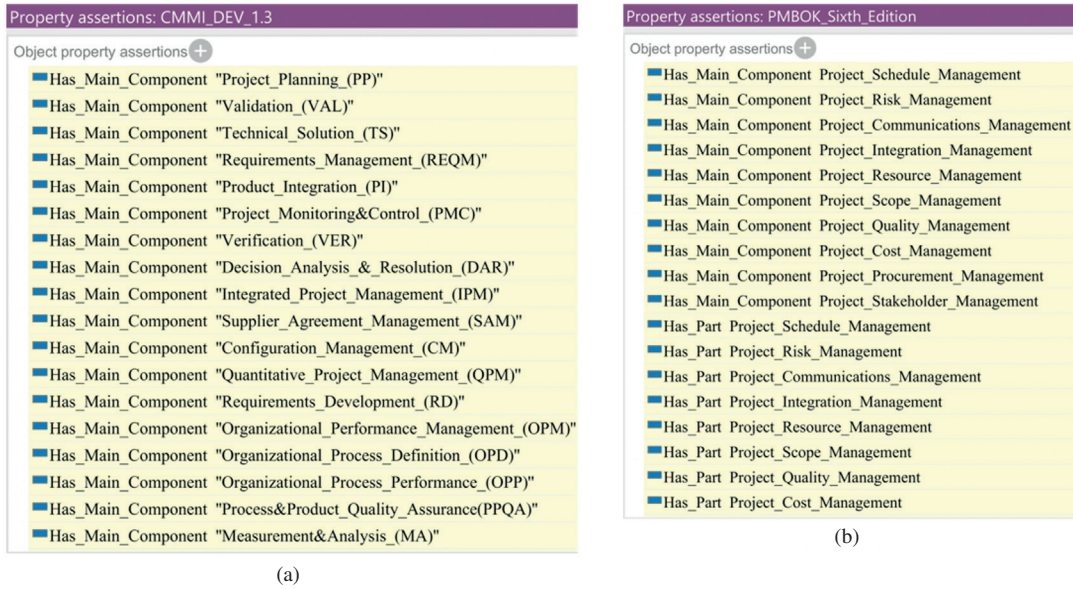 Property assertions: CMMI_DEV_1.3
Object property assertions
Has_Main_Component "Project_Planning_(PP)"
Has_Main_Component "Validation_(VAL)"
Has_Main_Component "Technical_Solution_(TS)"
Has_Main_Component "Requirements_Management_(REQM)"
Has_Main_Component "Product_Integration_(PI)"
Has_Main_Component "Project_Monitoring&Control_(PMC)"
Has_Main_Component "Verification_(VER)"
Has_Main_Component "Decision_Analysis_&_Resolution_(DAR)"
Has_Main_Component "Integrated_Project_Management_(IPM)"
Has_Main_Component "Supplier_Agreement_Management_(SAM)"
Has_Main_Component "Configuration_Management_(CM)"
Has_Main_Component "Quantitative_Project_Management_(QPM)"
Has_Main_Component "Requirements_Development_(RD)"
Has_Main_Component "Organizational_Performance_Management_(OPM)"
Has_Main_Component "Organizational_Process_Definition_(OPD)"
Has_Main_Component "Organizational_Process_Performance_(OPP)"
Has_Main_Component "Process&Product_Quality_Assurance(PPQA)"
Has_Main_Component "Measurement&Analysis_(MA)"
(a)
Property assertions: PMBOK_Sixth_Edition
Object property assertions
Has_Main_Component Project_Schedule_Management
Has_Main_Component Project_Risk_Management
Has_Main_Component Project_Communications_Management
Has_Main_Component Project_Integration_Management
Has_Main_Component Project_Resource_Management
Has_Main_Component Project_Scope_Management
Has_Main_Component Project_Quality_Management
Has_Main_Component Project_Cost_Management
Has_Main_Component Project_Procurement_Management
Has_Main_Component Project_Stakeholder_Management
Has_Part Project_Schedule_Management
Has_Part Project_Risk_Management
Has_Part Project_Communications_Management
Has_Part Project_Integration_Management
Has_Part Project_Resource_Management
Has_Part Project_Scope_Management
Has_Part Project_Quality_Management
Has_Part Project_Cost_Management
(b)